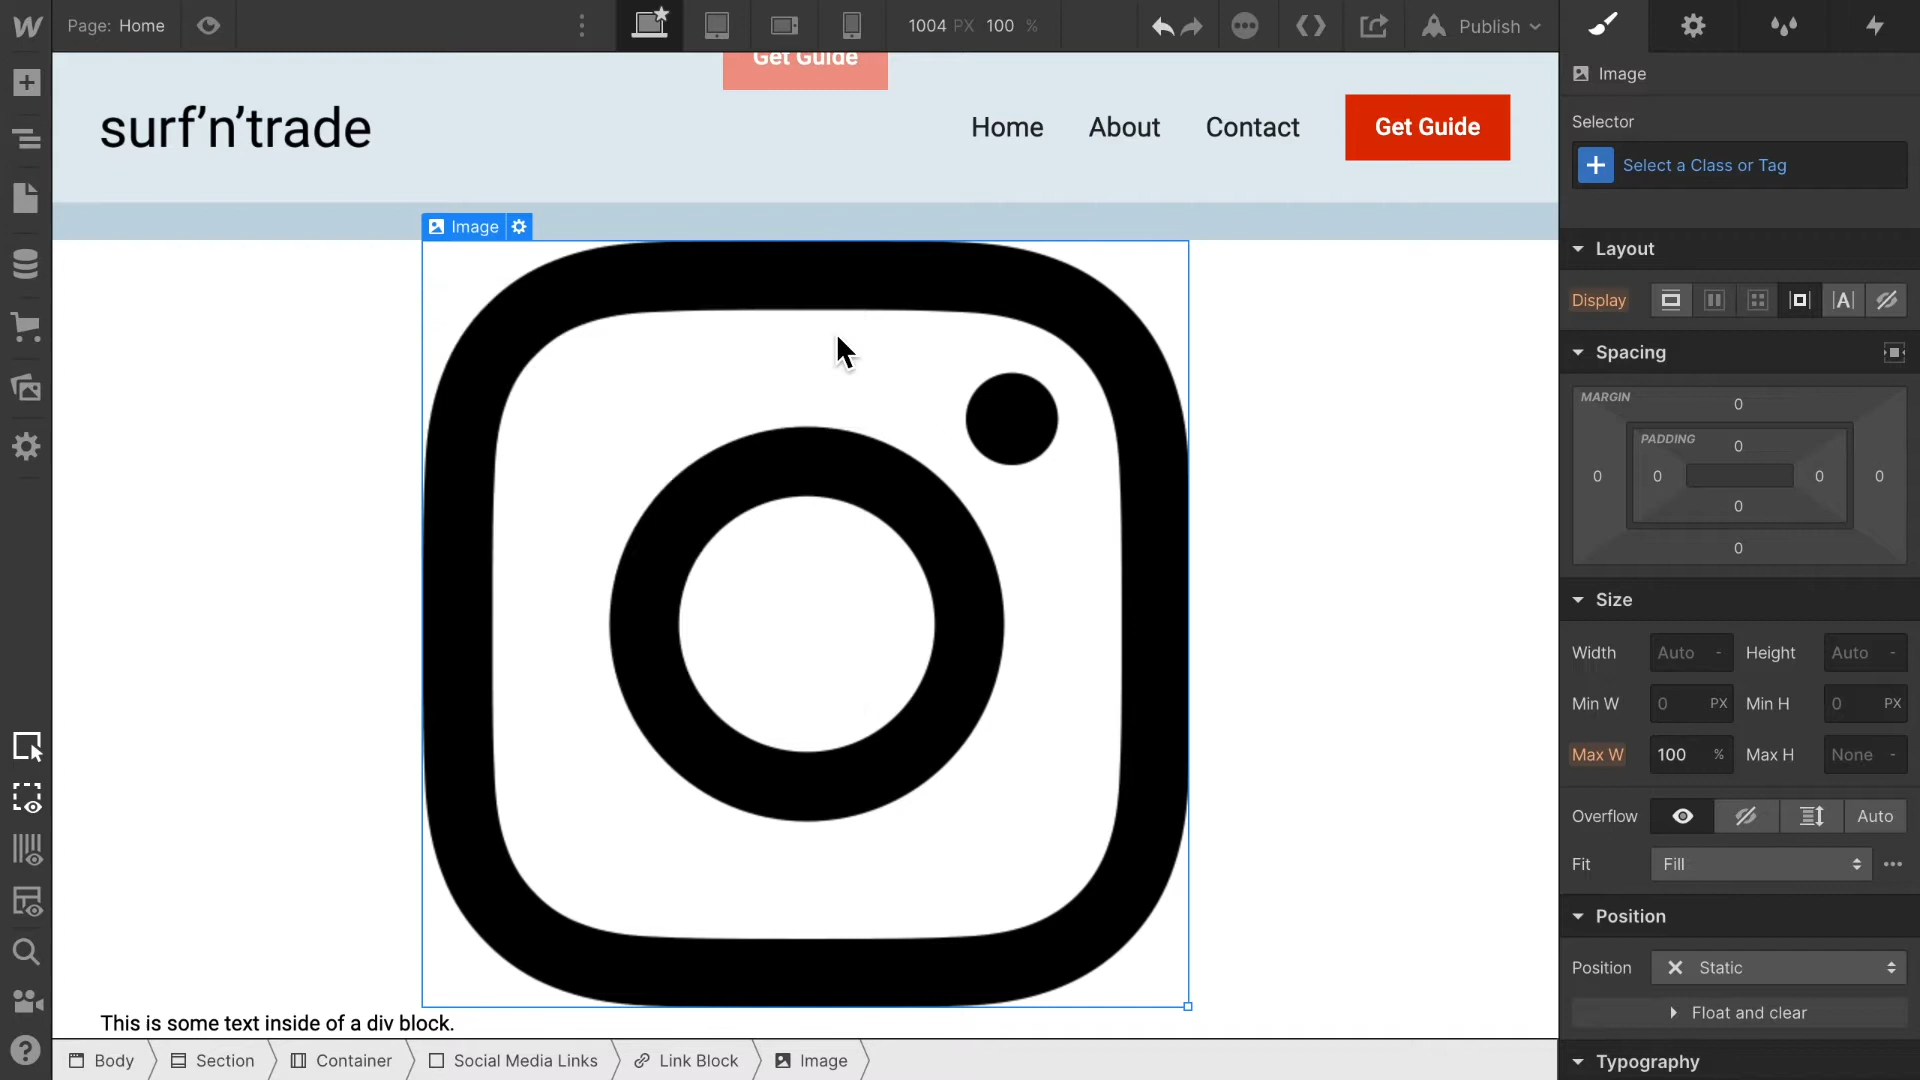 Page: Home
1004 PX 100 %
Publish
Get Guide
surf’n’trade
Home About Contact Get Guide
Image
This is some text inside of a div block.
Body Section Container Social Media Links Link Block Image
Image
Selector
Select a Class or Tag
Layout
Display
Spacing
MARGIN
0
PADDING
0
0 0 0 0
0
0
Size
Width Auto - Height Auto -
Min W 0 PX Min H 0 PX
Max W 100 % Max H None -
Overflow Auto
Fit Fill
Position
Position Static
Float and clear
Typography